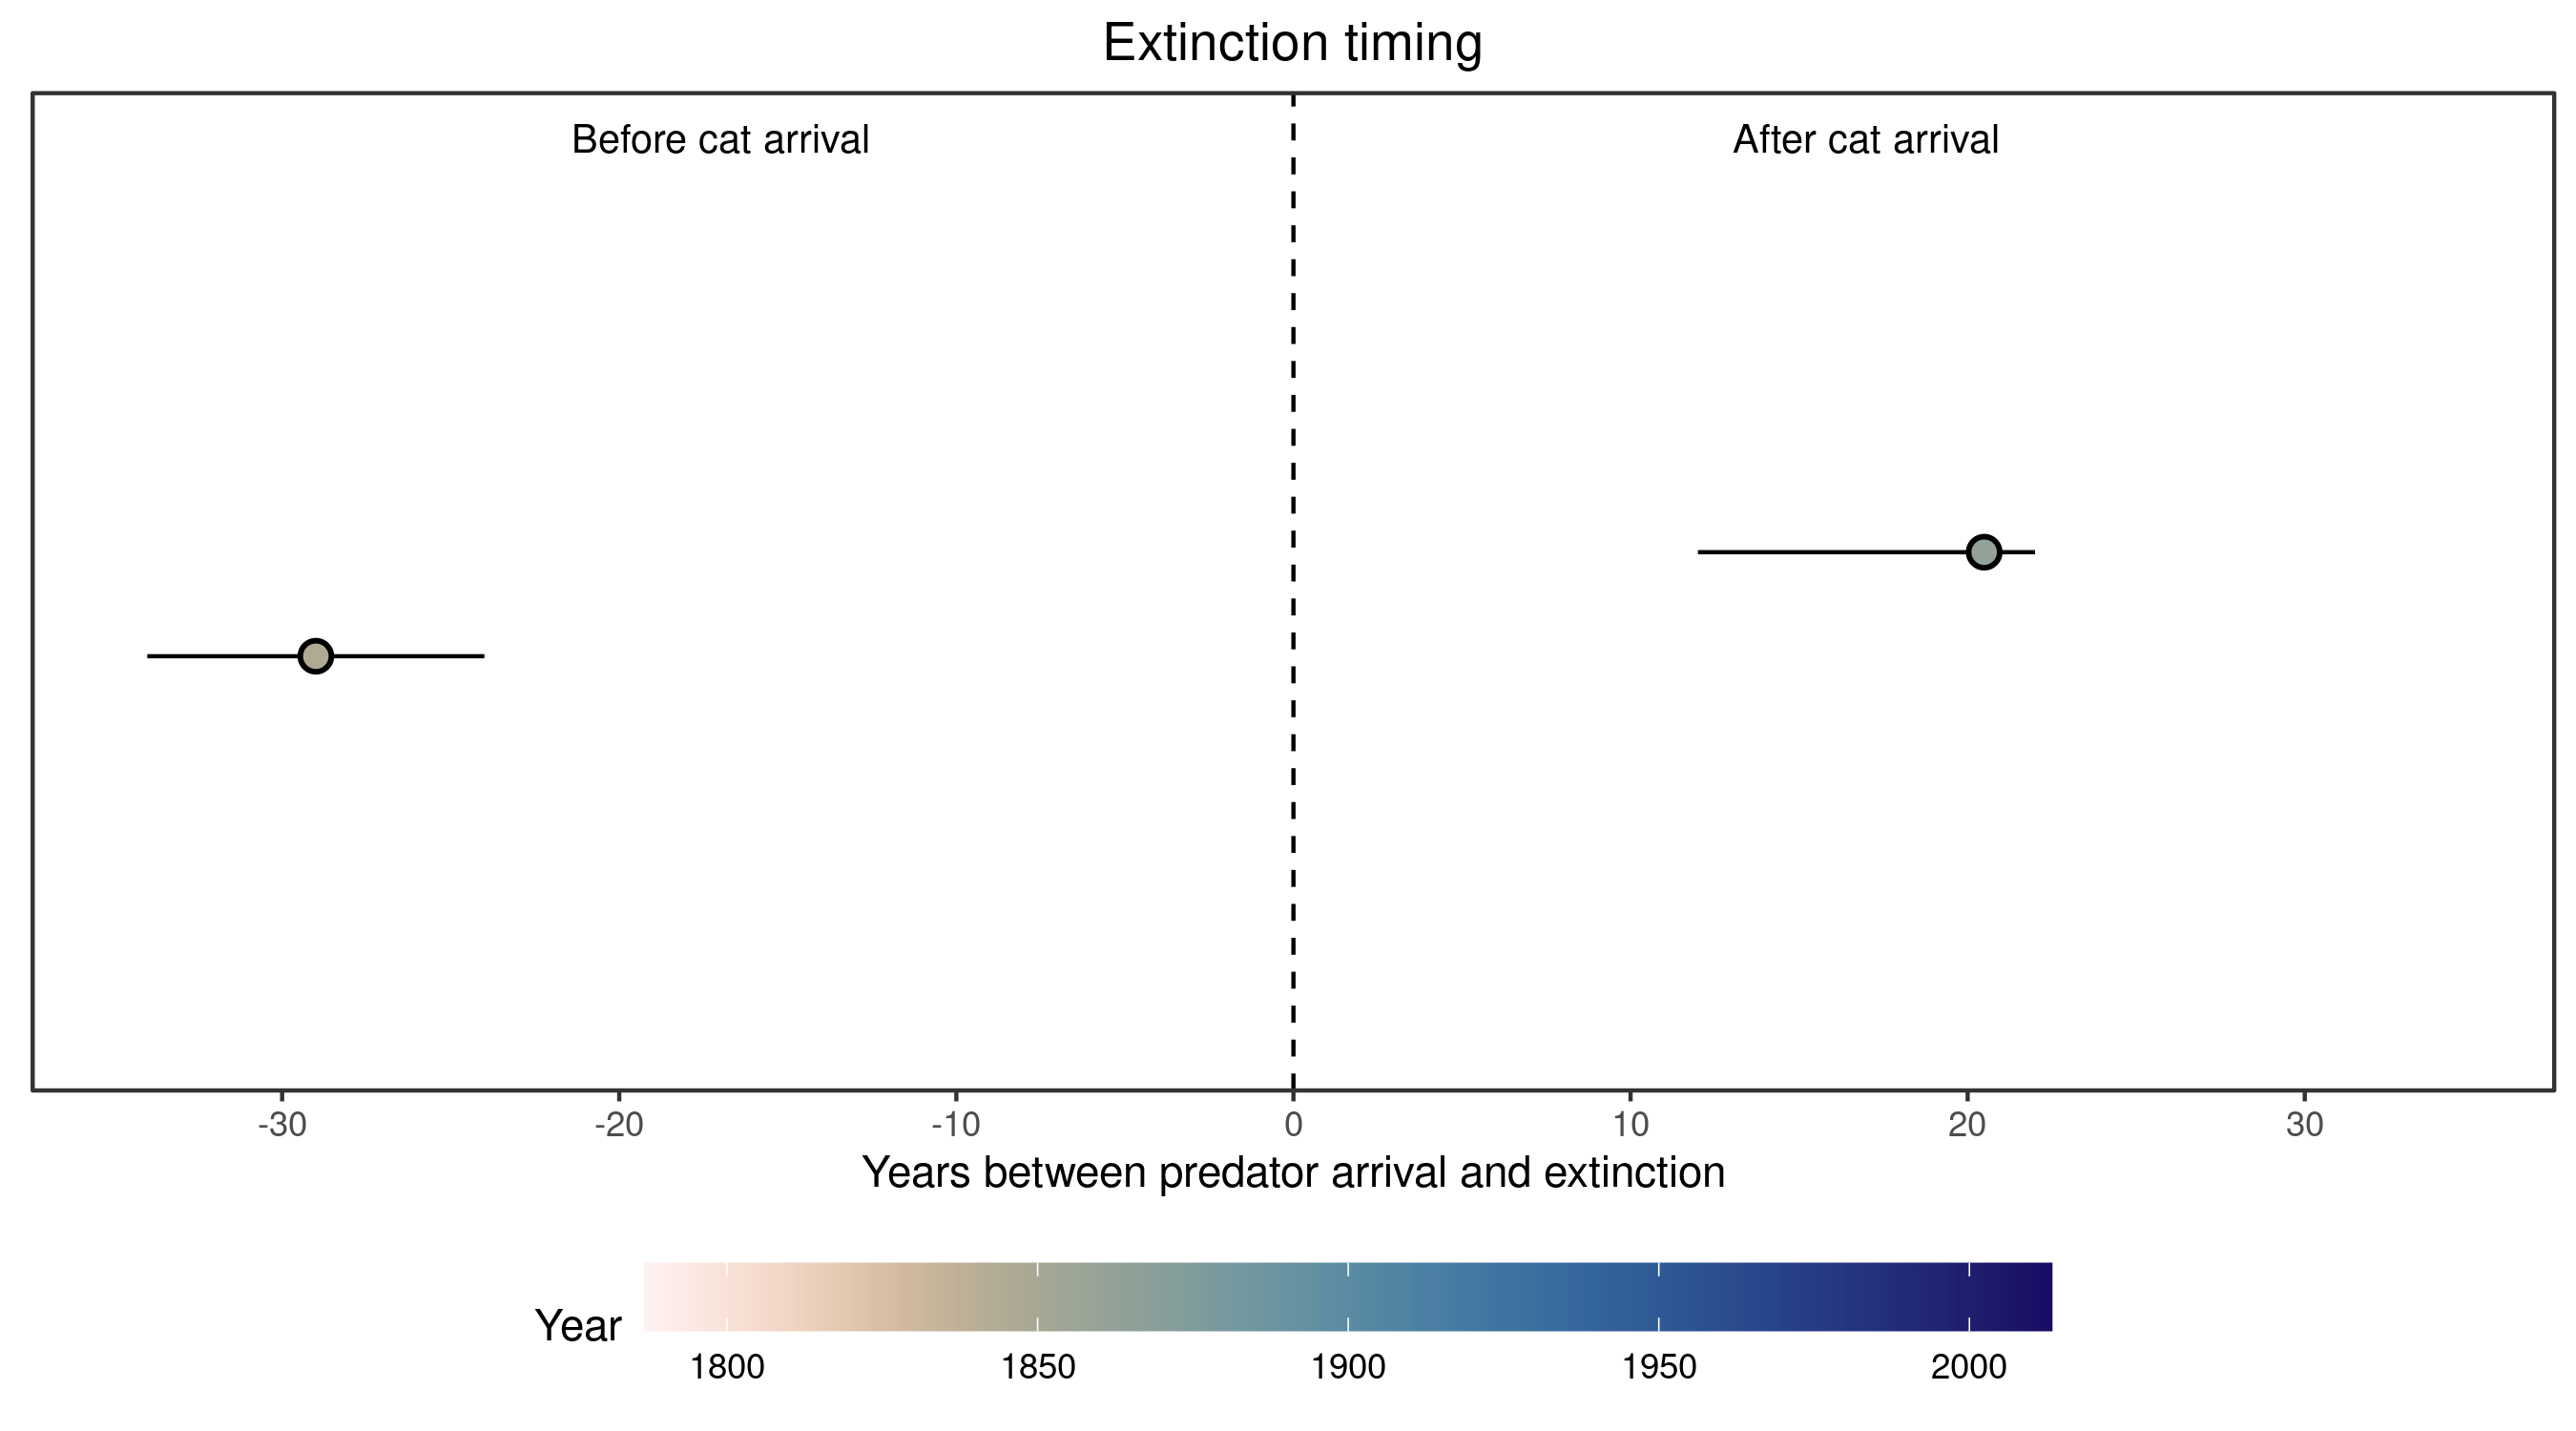 Extinction timing
Before cat arrival
After cat arrival
-30 -20 -10 0 10 20 30
Years between predator arrival and extinction
Year
1800 1850 1900 1950 2000